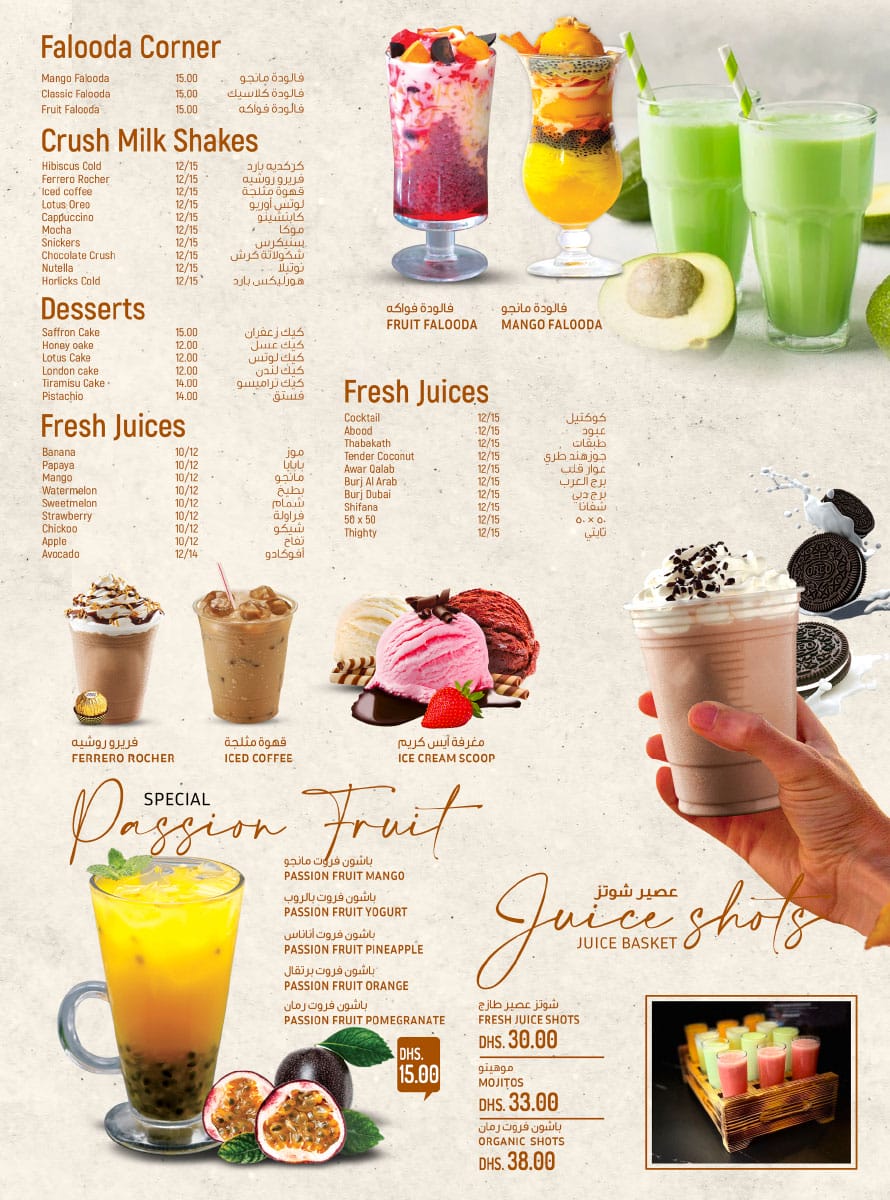 Falooda Corner
Mango Falooda 15.00 فالودة مانجو
Classic Falooda 15.00 فالودة كلاسيك
Fruit Falooda 15.00 فالودة فواكه
Crush Milk Shakes
Hibiscus Cold 12/15 كركديه بارد
Ferrero Rocher 12/15 فريرو روشيه
Iced coffee 12/15 قهوة مثلجة
Lotus Oreo 12/15 لوتس أوريو
Cappuccino 12/15 كابتشينو
Mocha 12/15 موكا
Snickers 12/15 سنيكرس
Chocolate Crush 12/15 شكولاتة كرش
Nutella 12/15 نوتيلا
Horlicks Cold 12/15 هورليكس بارد
Desserts
Saffron Cake 15.00 كيك زعفران
Honey oake 12.00 كيك عسل
Lotus Cake 12.00 كيك لوتس
London cake 12.00 كيك لندن
Tiramisu Cake 14.00 كيك تراميسو
Pistachio 14.00 فستق
Fresh Juices
Banana 10/12 موز
Papaya 10/12 بابايا
Mango 10/12 مانجو
Watermelon 10/12 بطيخ
Sweetmelon 10/12 شمام
Strawberry 10/12 فراولة
Chickoo 10/12 شيكو
Apple 10/12 تفاح
Avocado 12/14 أفوكادو
فالودة فواكه
FRUIT FALOODA
فالودة مانجو
MANGO FALOODA
Fresh Juices
Cocktail 12/15 كوكتيل
Abood 12/15 عبود
Thabakath 12/15 طبقات
Tender Coconut 12/15 جوزهند طري
Awar Qalab 12/15 عوار قلب
Burj Al Arab 12/15 برج العرب
Burj Dubai 12/15 برج دبي
Shifana 12/15 شفانا
50 x 50 12/15 ٥٠ × ٥٠
Thighty 12/15 تايتي
فريرو روشيه
FERRERO ROCHER
قهوة مثلجة
ICED COFFEE
مغرفة آيس كريم
ICE CREAM SCOOP
SPECIAL
Passion Fruit
باشون فروت مانجو
PASSION FRUIT MANGO
باشون فروت بالروب
PASSION FRUIT YOGURT
باشون فروت أناناس
PASSION FRUIT PINEAPPLE
باشون فروت برتقال
PASSION FRUIT ORANGE
باشون فروت رمان
PASSION FRUIT POMEGRANATE
DHS.
15.00
عصير شوتز
Juice shots
JUICE BASKET
شوتز عصير طازج
FRESH JUICE SHOTS
DHS. 30.00
موهيتو
MOJITOS
DHS. 33.00
باشون فروت رمان
ORGANIC SHOTS
DHS. 38.00